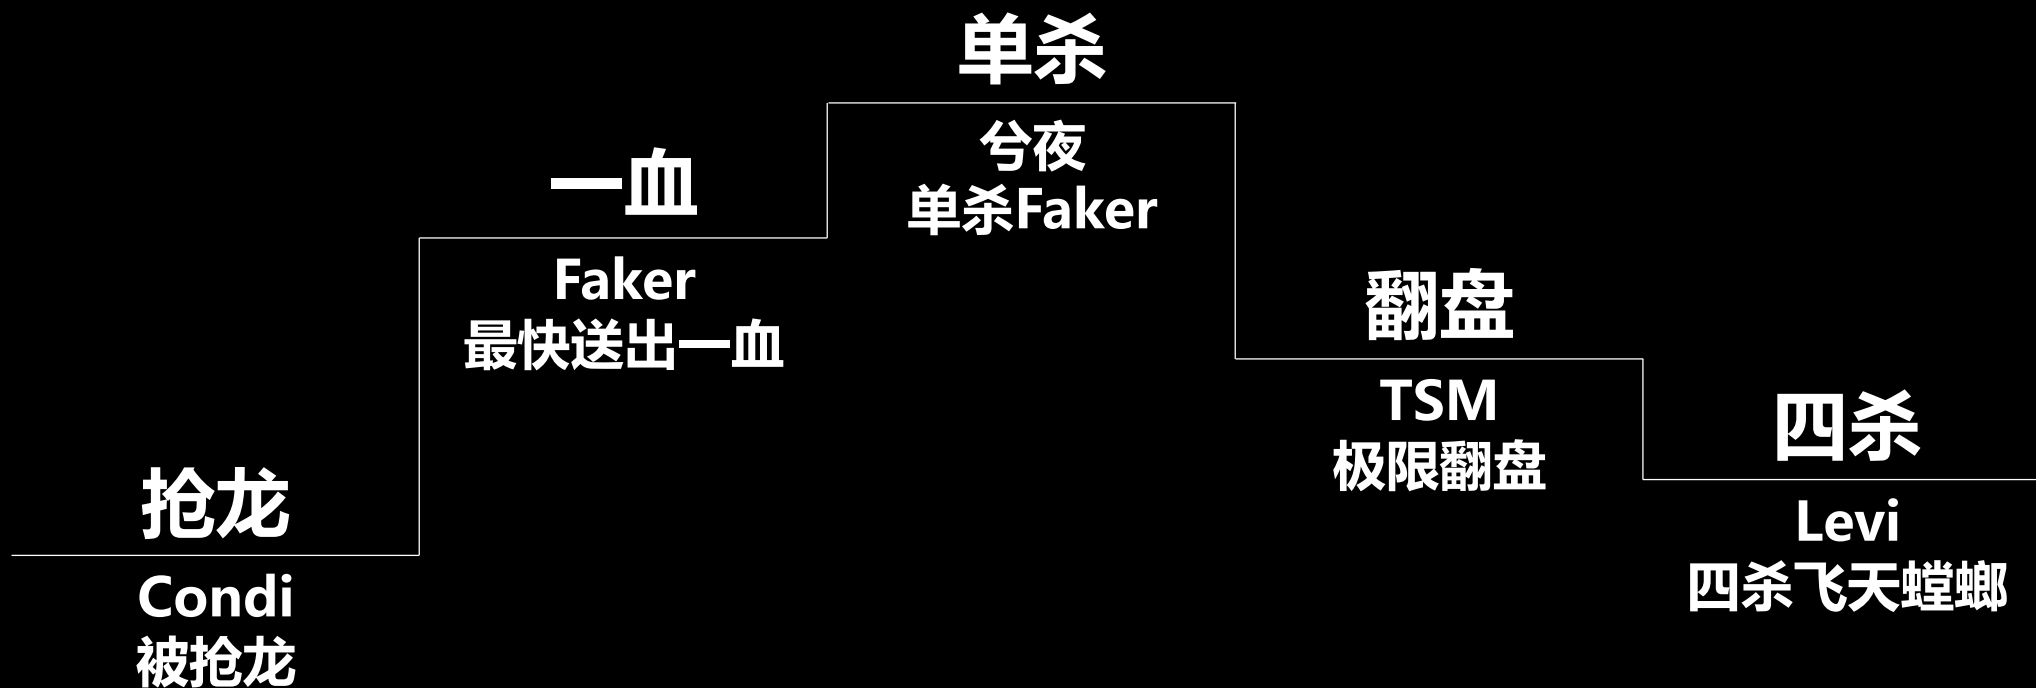 抢龙
Condi
被抢龙
一血
Faker
最快送出一血
单杀
兮夜
单杀Faker
翻盘
TSM
极限翻盘
四杀
Levi
四杀飞天螳螂